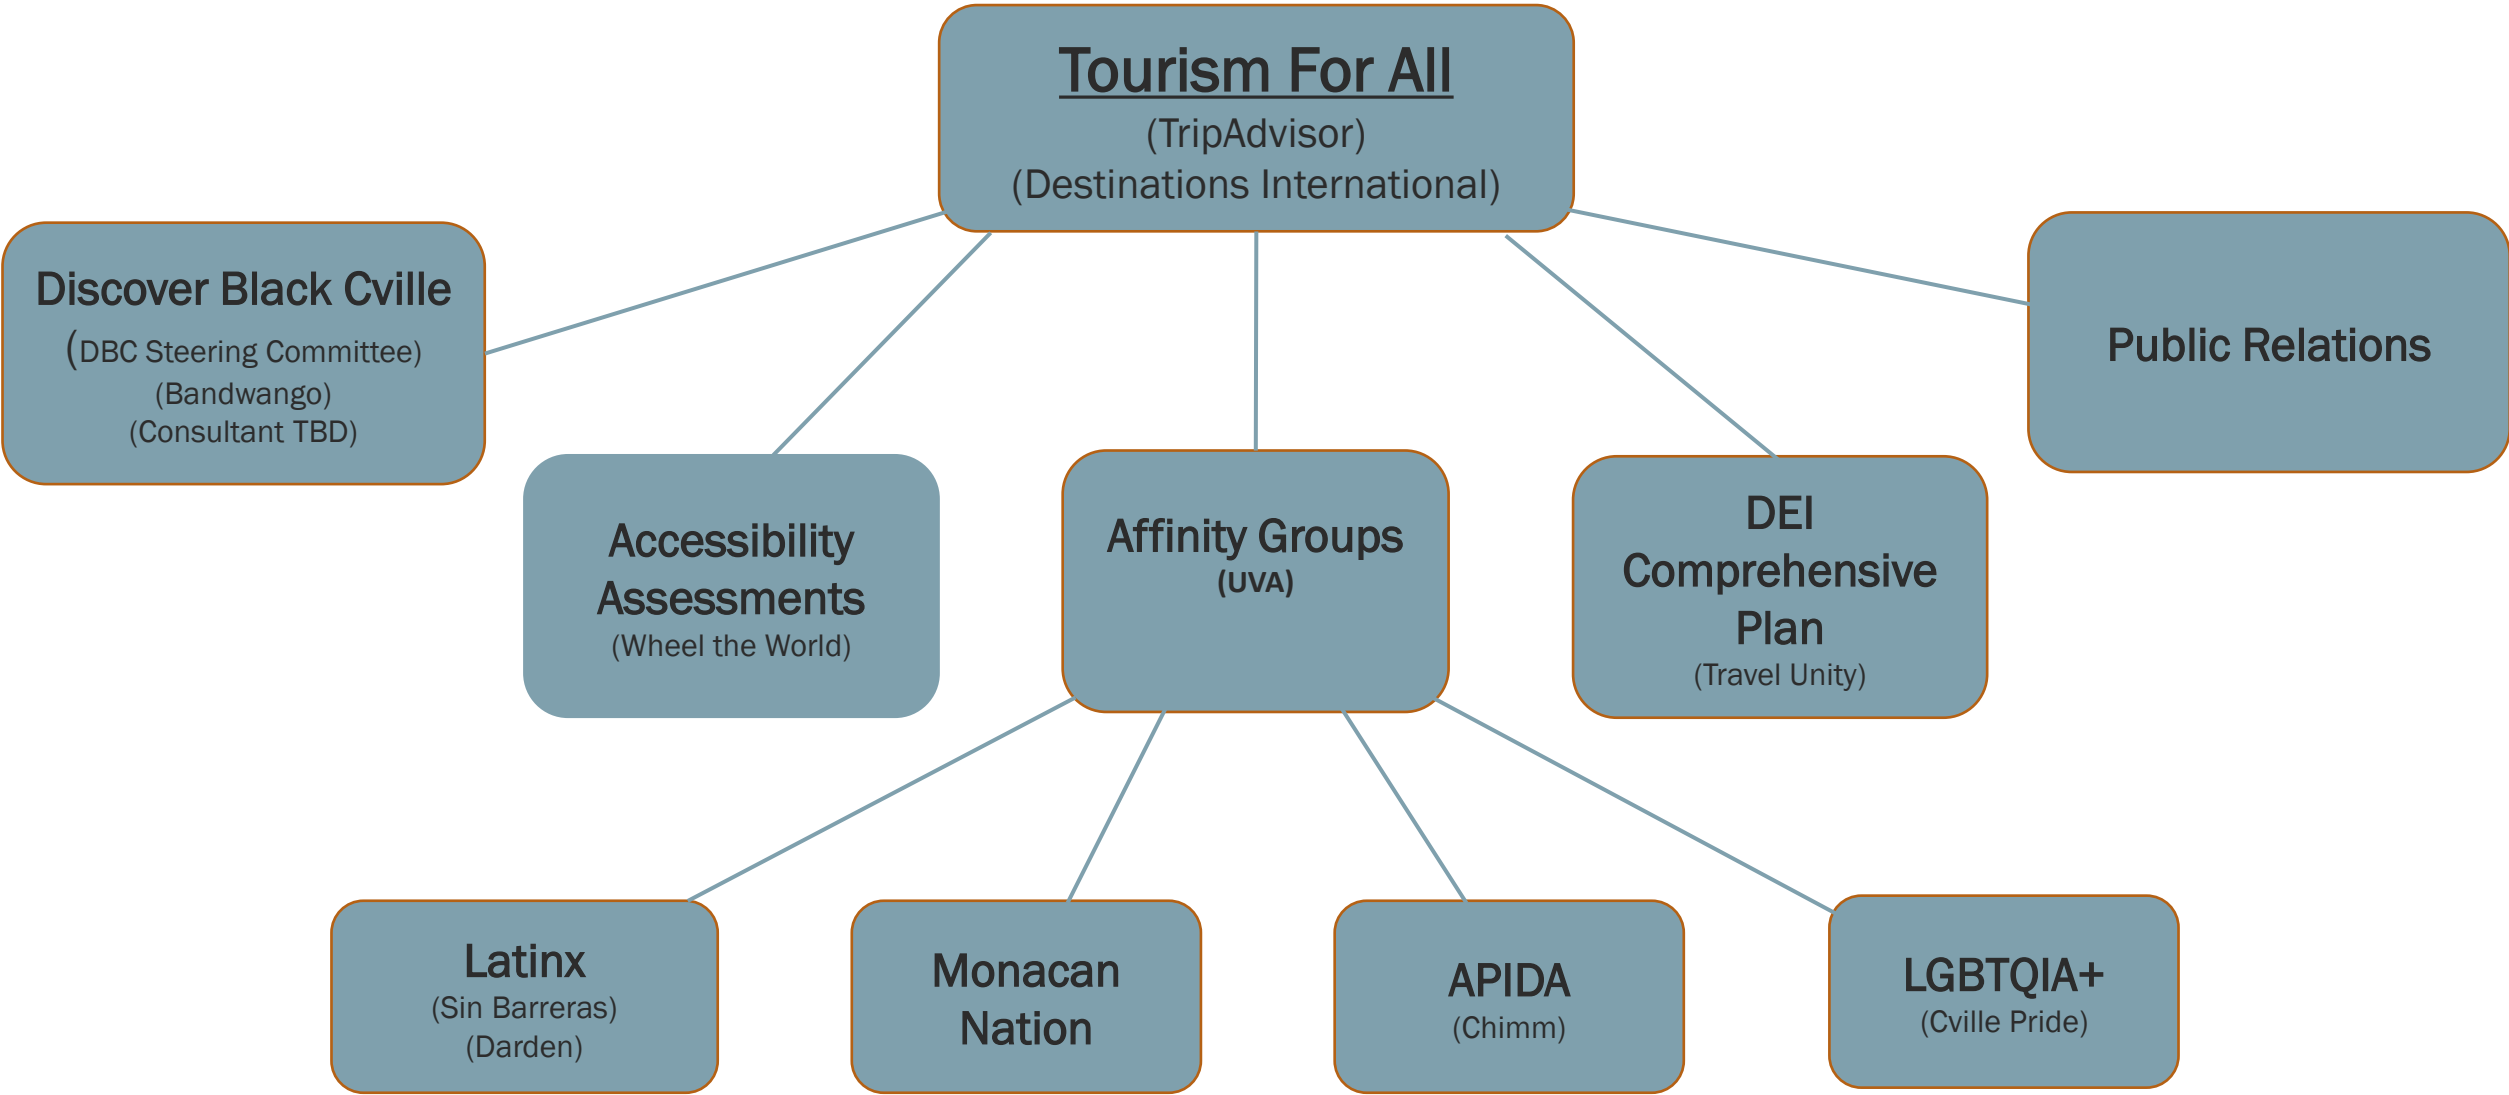 Tourism For All
(TripAdvisor)
(Destinations International)
Discover Black Cville
(DBC Steering Committee)
(Bandwango)
(Consultant TBD)
Public Relations
Accessibility
Assessments
(Wheel the World)
Affinity Groups
(UVA)
DEI
Comprehensive
Plan
(Travel Unity)
Latinx
(Sin Barreras)
(Darden)
Monacan
Nation
APIDA
(Chimm)
LGBTQIA+
(Cville Pride)